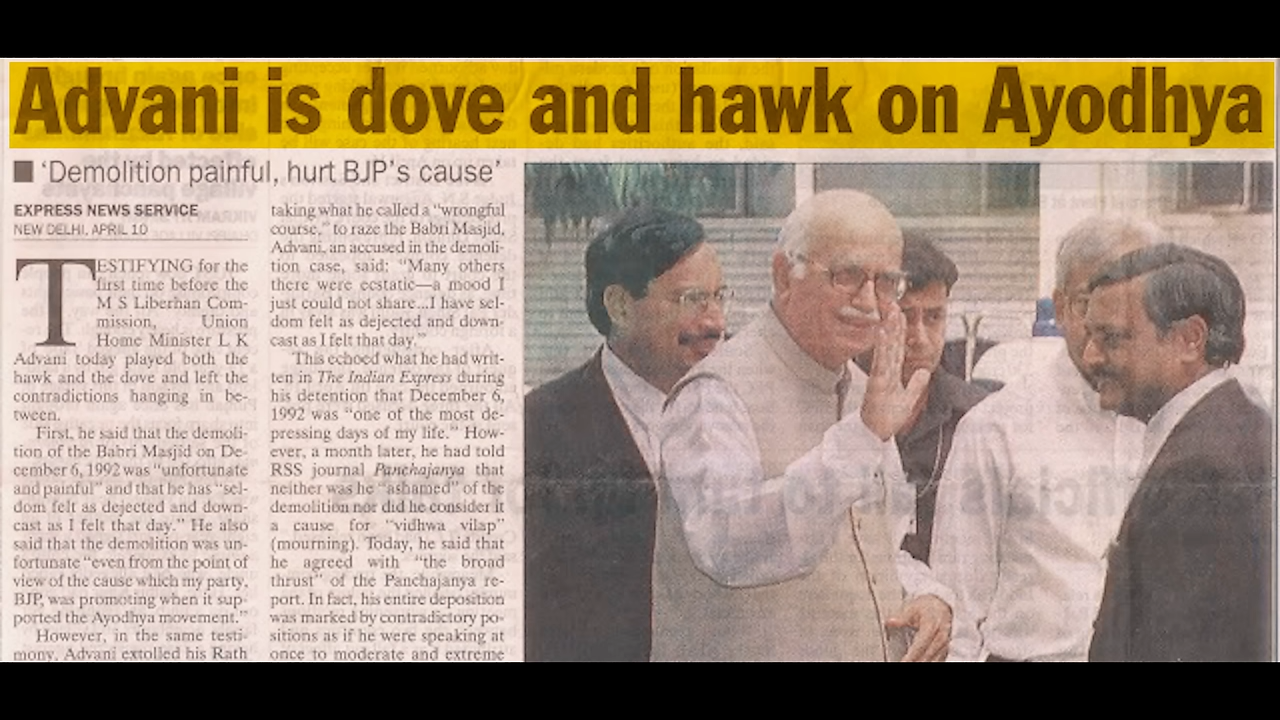 Advani is dove and hawk on Ayodhya
■ ‘Demolition painful, hurt BJP’s cause’
EXPRESS NEWS SERVICE
NEW DELHI, APRIL 10
TESTIFYING for the
first time before the
M S Liberhan Com-
mission, Union
Home Minister L K
Advani today played both the
hawk and the dove and left the
contradictions hanging in be-
tween.
First, he said that the demoli-
tion of the Babri Masjid on De-
cember 6, 1992 was “unfortunate
and painful” and that he has “sel-
dom felt as dejected and down-
cast as I felt that day.” He also
said that the demolition was un-
fortunate “even from the point of
view of the cause which my party,
BJP, was promoting when it sup-
ported the Ayodhya movement.”
However, in the same testi-
mony, Advani extolled his Rath
taking what he called a “wrongful
course,” to raze the Babri Masjid,
Advani, an accused in the demoli-
tion case, said: “Many others
there were ecstatic—a mood I
just could not share...I have sel-
dom felt as dejected and down-
cast as I felt that day.”
This echoed what he had writ-
ten in The Indian Express during
his detention that December 6,
1992 was “one of the most de-
pressing days of my life.” How-
ever, a month later, he had told
RSS journal Panchajanya that
neither was he “ashamed” of the
demolition nor did he consider it
a cause for “vidhwa vilap”
(mourning). Today, he said that
he agreed with “the broad
thrust” of the Panchajanya re-
port. In fact, his entire deposition
was marked by contradictory po-
sitions as if he were speaking at
once to moderate and extreme